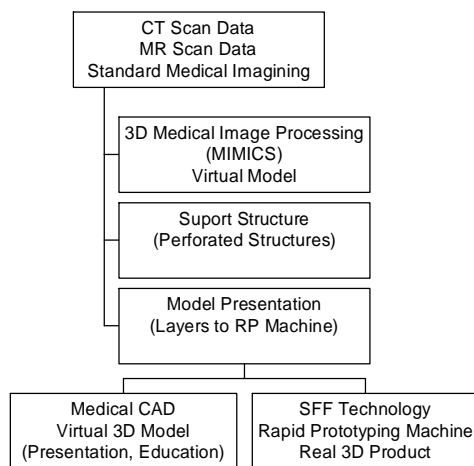 CT Scan Data
MR Scan Data
Standard Medical Imagining
3D Medical Image Processing
(MIMICS)
Virtual Model
Suport Structure
(Perforated Structures)
Model Presentation
(Layers to RP Machine)
Medical CAD
Virtual 3D Model
(Presentation, Education)
SFF Technology
Rapid Prototyping Machine
Real 3D Product